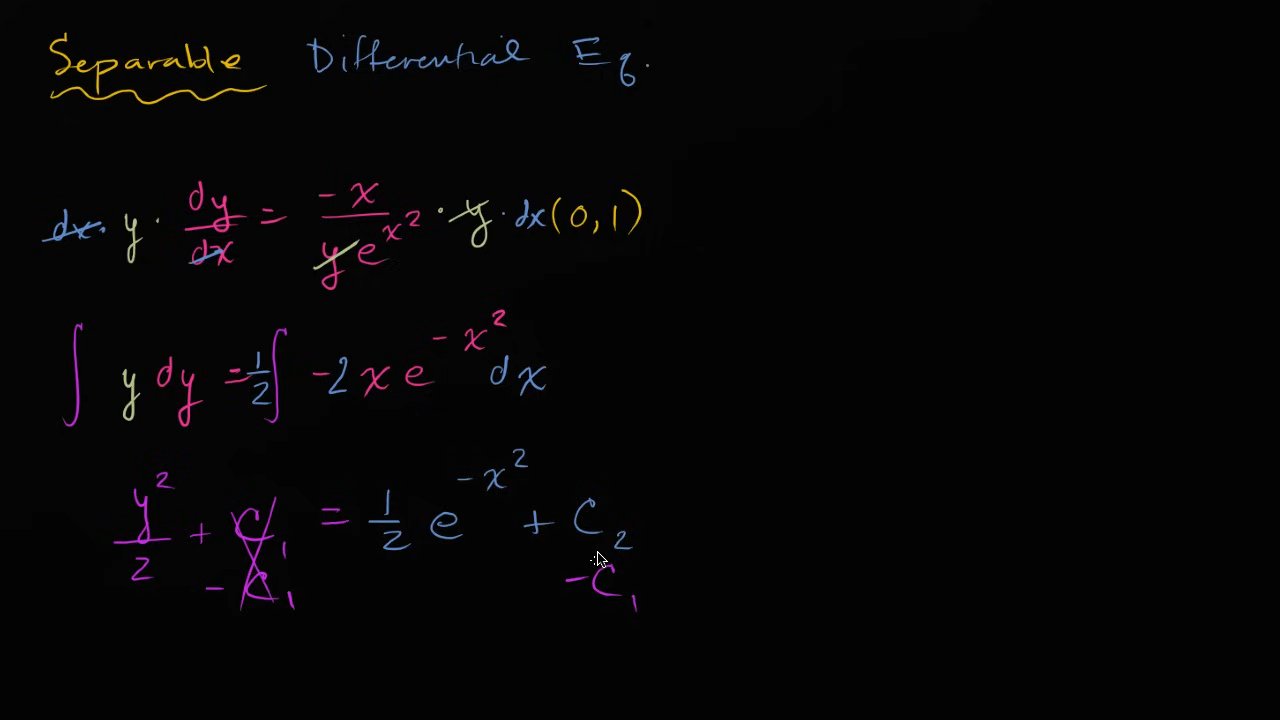 Separable Differential Eq.
dx · y · dy/dx = -x/(y e^x²) · y · dx (0, 1)
∫ y dy = 1/2 ∫ -2x e^-x² dx
y²/2 + C₁ = 1/2 e^-x² + C₂
- C₁ -C₁